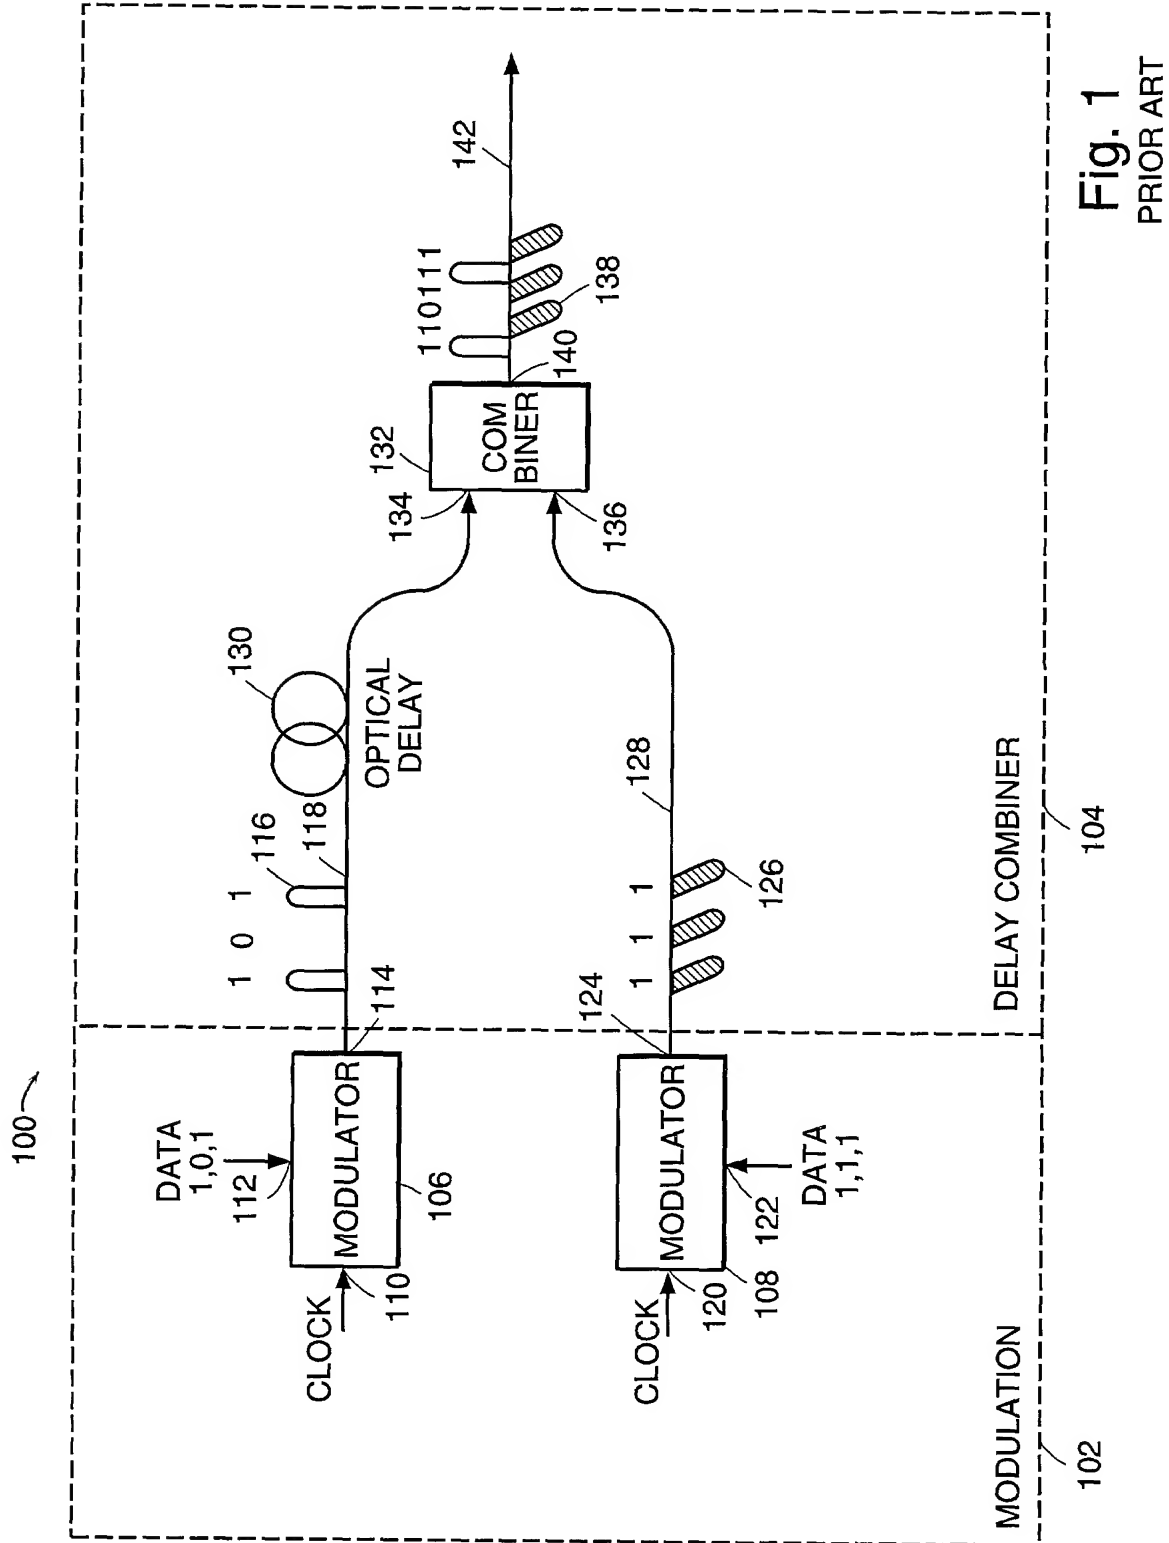 100
DATA
1,0,1
112
CLOCK
110
MODULATOR
106
114
1 0 1
116
118
130
OPTICAL
DELAY
132
134
136
COM
BINER
110111
138
140
142
CLOCK
120
MODULATOR
108
122
DATA
1,1,1
124
1 1 1
126
128
MODULATION
102
DELAY COMBINER
104
Fig. 1
PRIOR ART